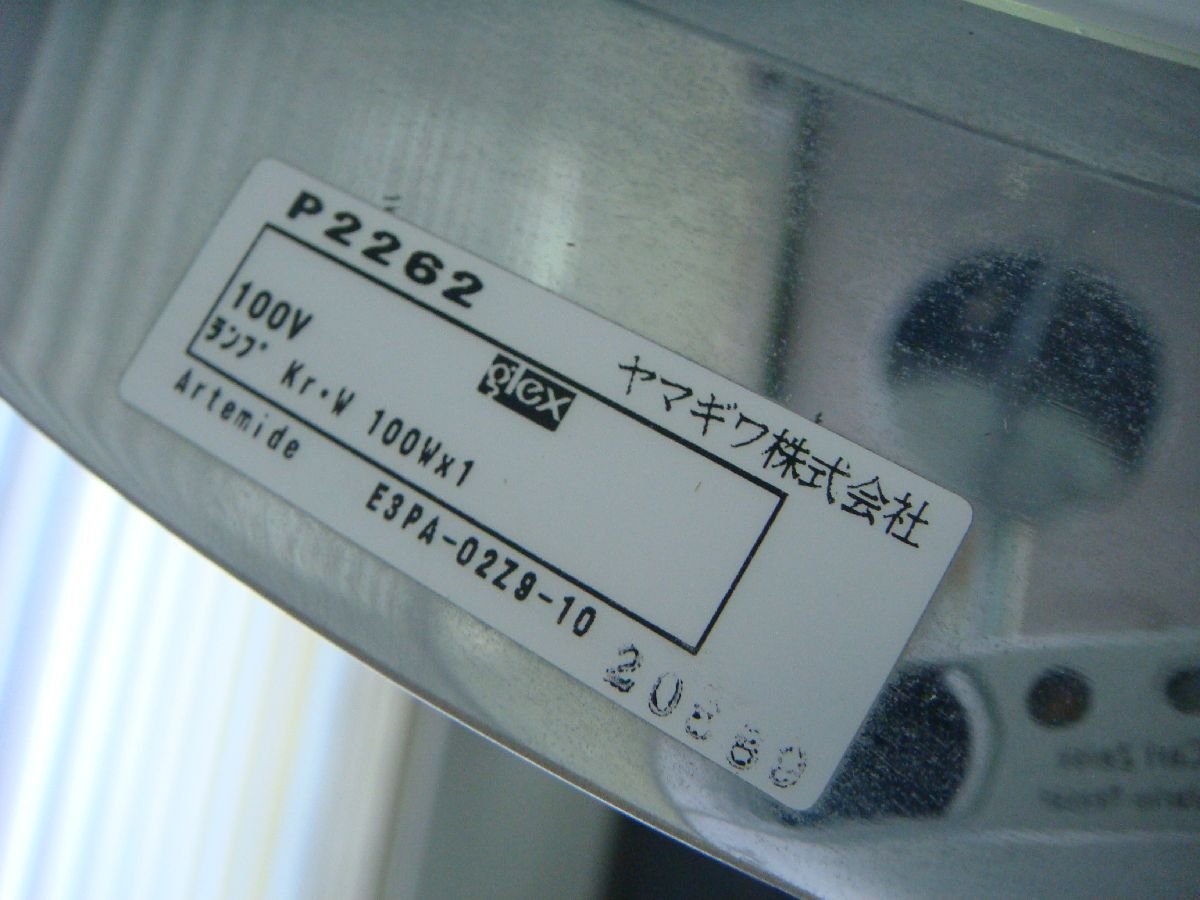 P2262
100V
ランプ Kr・W 100Wx1
glex
ヤマギワ株式会社
Artemide
E3PA-02Z9-10